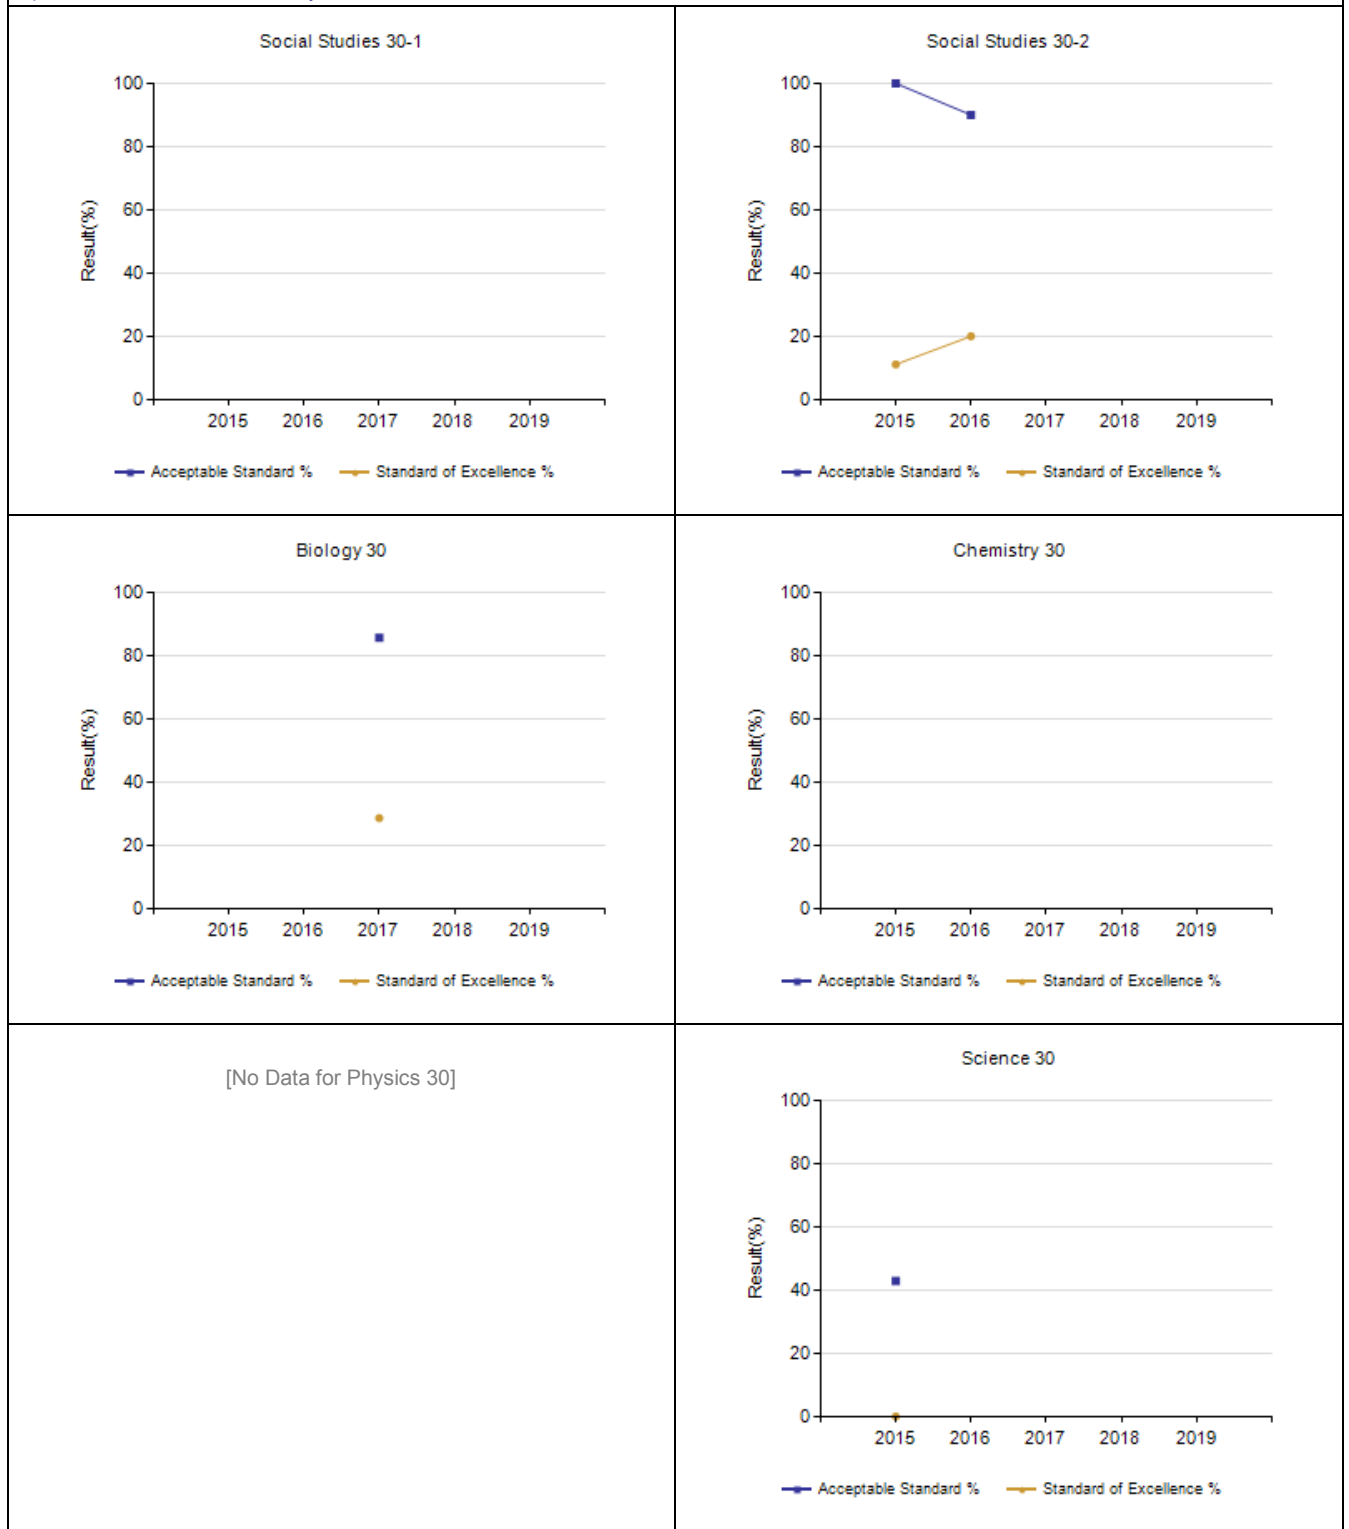 Social Studies 30-1
100
80
60
40
20
0
Result(%)
2015 2016 2017 2018 2019
Acceptable Standard % Standard of Excellence %
Social Studies 30-2
100
80
60
40
20
0
Result(%)
2015 2016 2017 2018 2019
Acceptable Standard % Standard of Excellence %
Biology 30
100
80
60
40
20
0
Result(%)
2015 2016 2017 2018 2019
Acceptable Standard % Standard of Excellence %
Chemistry 30
100
80
60
40
20
0
Result(%)
2015 2016 2017 2018 2019
Acceptable Standard % Standard of Excellence %
[No Data for Physics 30]
Science 30
100
80
60
40
20
0
Result(%)
2015 2016 2017 2018 2019
Acceptable Standard % Standard of Excellence %